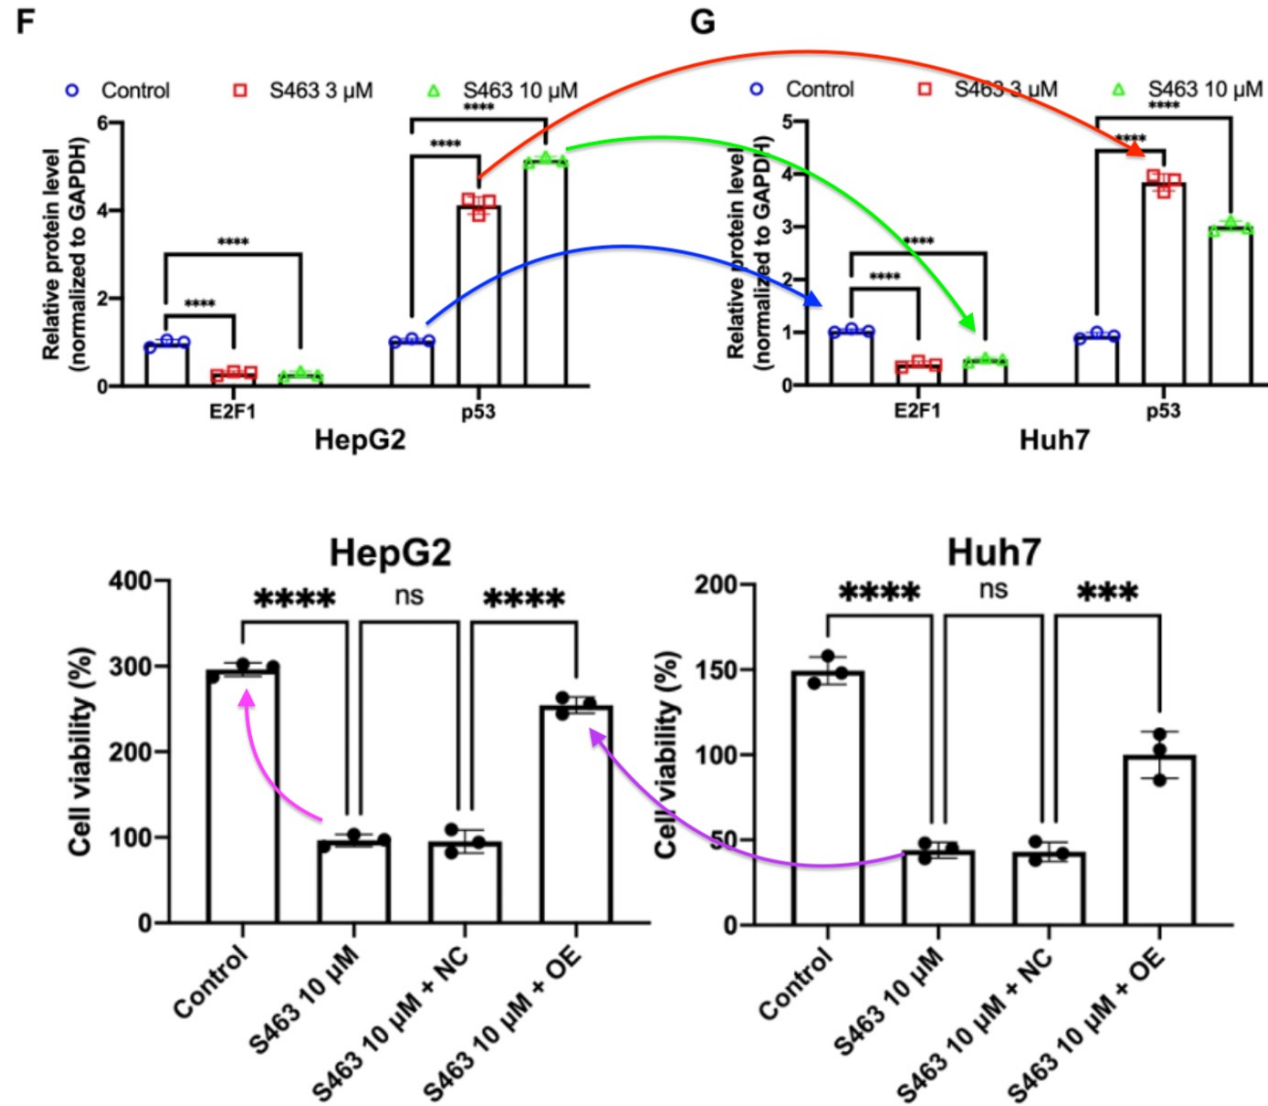 F
G
Control S463 3 µM S463 10 µM
Control S463 3 µM S463 10 µM
Relative protein level
(normalized to GAPDH)
6
4
2
0
****
****
****
****
E2F1 p53
HepG2
Relative protein level
(normalized to GAPDH)
5
4
3
2
1
0
****
****
****
****
E2F1 p53
Huh7
HepG2
Cell viability (%)
400
300
200
100
0
**** ns ****
Control
S463 10 µM
S463 10 µM + NC
S463 10 µM + OE
Huh7
Cell viability (%)
200
150
100
50
0
**** ns ***
Control
S463 10 µM
S463 10 µM + NC
S463 10 µM + OE